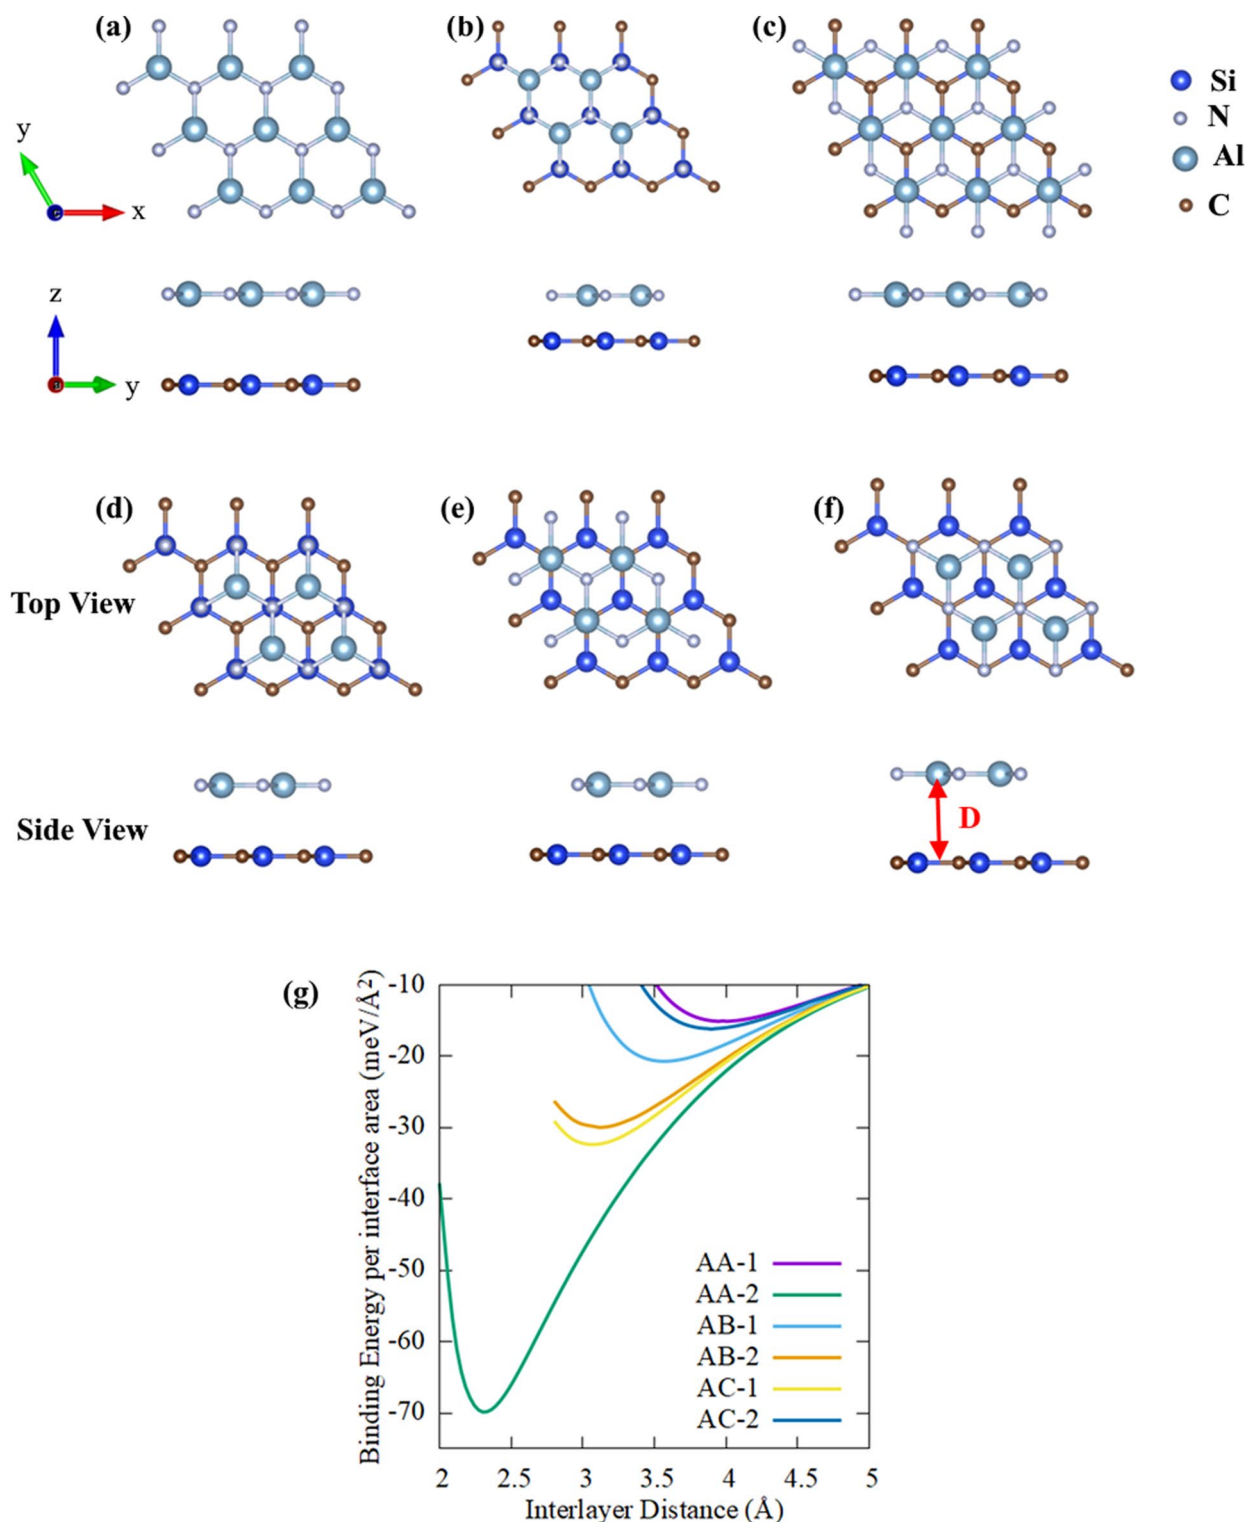 (a)
(b)
(c)
Si
N
Al
C
y
x
z
y
(d)
(e)
(f)
Top View
Side View
D
(g)
Binding Energy per interface area (meV/Å²)
-10
-20
-30
-40
-50
-60
-70
AA-1
AA-2
AB-1
AB-2
AC-1
AC-2
2 2.5 3 3.5 4 4.5 5
Interlayer Distance (Å)